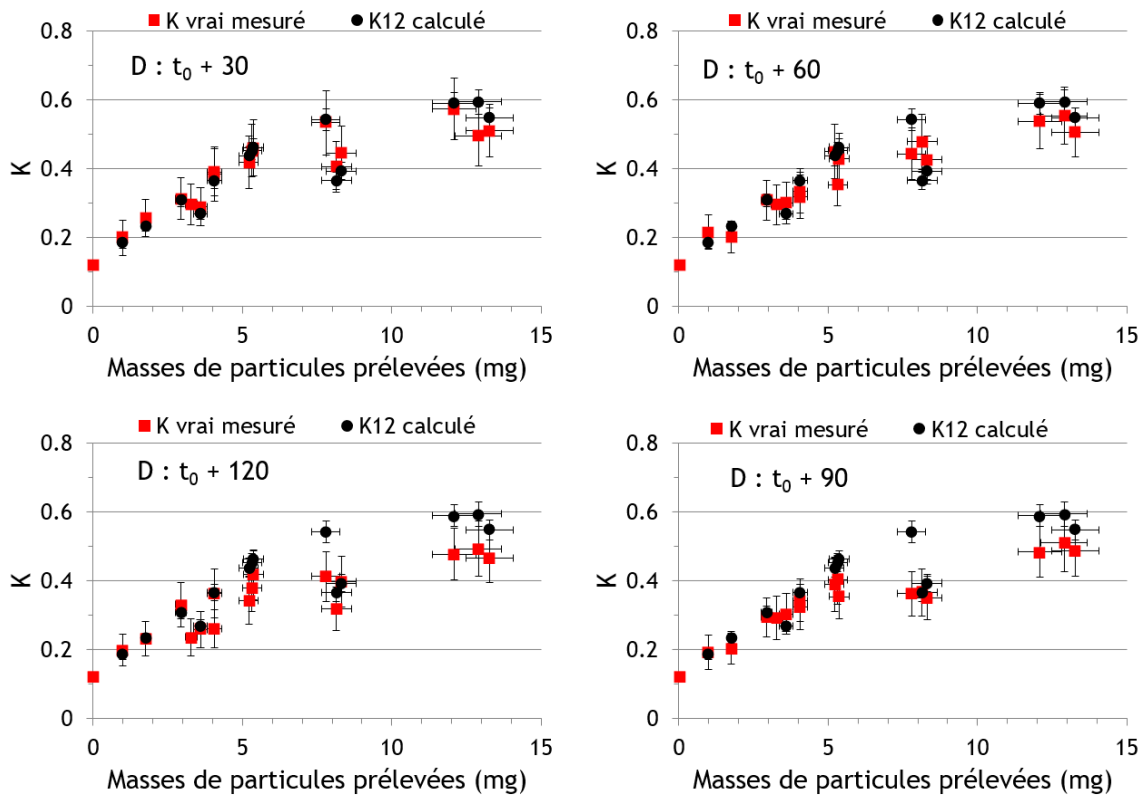 K vrai mesuré K12 calculé
D : t₀ + 30
K
0.8
0.6
0.4
0.2
0
0 5 10 15
Masses de particules prélevées (mg)
K vrai mesuré K12 calculé
D : t₀ + 60
K
0.8
0.6
0.4
0.2
0
0 5 10 15
Masses de particules prélevées (mg)
K vrai mesuré K12 calculé
D : t₀ + 120
K
0.8
0.6
0.4
0.2
0
0 5 10 15
Masses de particules prélevées (mg)
K vrai mesuré K12 calculé
D : t₀ + 90
K
0.8
0.6
0.4
0.2
0
0 5 10 15
Masses de particules prélevées (mg)